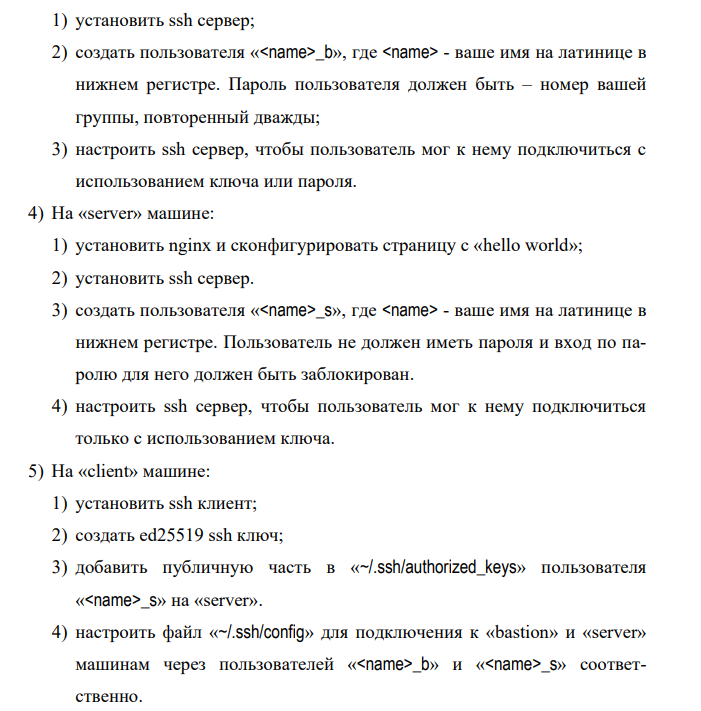 1) установить ssh сервер;
2) создать пользователя «<name>_b», где <name> - ваше имя на латинице в
нижнем регистре. Пароль пользователя должен быть – номер вашей
группы, повторенный дважды;
3) настроить ssh сервер, чтобы пользователь мог к нему подключиться с
использованием ключа или пароля.
4) На «server» машине:
1) установить nginx и сконфигурировать страницу с «hello world»;
2) установить ssh сервер.
3) создать пользователя «<name>_s», где <name> - ваше имя на латинице в
нижнем регистре. Пользователь не должен иметь пароля и вход по па-
ролю для него должен быть заблокирован.
4) настроить ssh сервер, чтобы пользователь мог к нему подключиться
только с использованием ключа.
5) На «client» машине:
1) установить ssh клиент;
2) создать ed25519 ssh ключ;
3) добавить публичную часть в «~/.ssh/authorized_keys» пользователя
«<name>_s» на «server».
4) настроить файл «~/.ssh/config» для подключения к «bastion» и «server»
машинам через пользователей «<name>_b» и «<name>_s» соответ-
ственно.